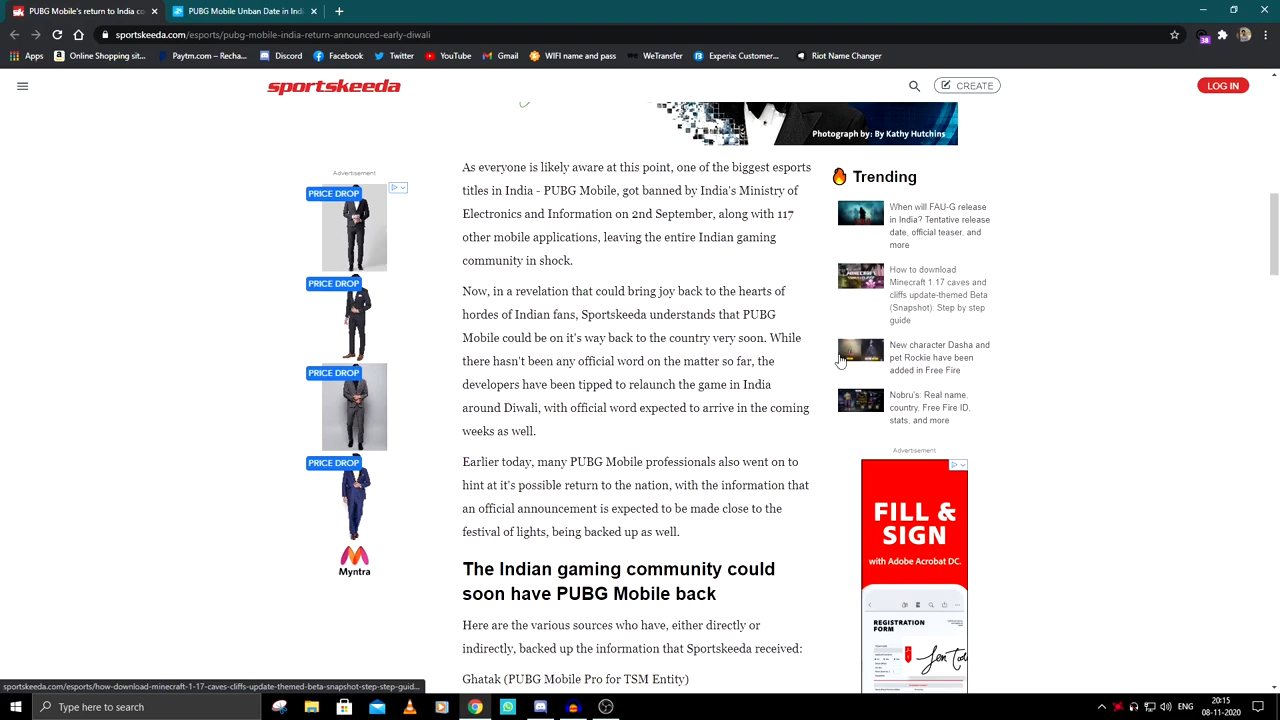 PUBG Mobile's return to India
PUBG Mobile's return to India
sportskeeda.com/esports/pubg-mobile-india-return-announced-early-diwali
38
Apps
Online Shopping sit...
Paytm.com – Recha...
Discord
Facebook
Twitter
YouTube
Gmail
WIFI name and pass
WeTransfer
Experia: Customer...
Riot Name Changer
sportskeeda
CREATE
LOG IN
Photograph by: By Kathy Hutchins
Advertisement
PRICE DROP
PRICE DROP
PRICE DROP
PRICE DROP
Myntra
As everyone is likely aware at this point, one of the biggest esports
titles in India - PUBG Mobile, got banned by India's Ministry of
Electronics and Information on 2nd September, along with 117
other mobile applications, leaving the entire Indian gaming
community in shock.
Now, in a revelation that could bring joy back to the hearts of
hordes of Indian fans, Sportskeeda understands that PUBG
Mobile could be on it's way back to the country very soon. While
there hasn't been any official word on the matter so far, the
developers have been tipped to relaunch the game in India
around Diwali, with official word expected to arrive in the coming
weeks as well.
Earlier today, many PUBG Mobile professionals also went on to
hint at it's possible return to the nation, with the information that
an official announcement is expected to be made close to the
festival of lights, being backed up as well.
The Indian gaming community could
soon have PUBG Mobile back
Here are the various sources who have, either directly or
indirectly, backed up the information that Sportskeeda received:
Ghatak (PUBG Mobile Pro for TSM Entity)
Trending
When will FAU-G release
in India? Tentative release
date, official teaser, and
more
How to download
Minecraft 1.17 caves and
cliffs update-themed Beta
(Snapshot): Step by step
guide
New character Dasha and
pet Rockie have been
added in Free Fire
Nobru's: Real name,
country, Free Fire ID,
stats, and more
Advertisement
FILL &
SIGN
with Adobe Acrobat DC.
REGISTRATION
FORM
sportskeeda.com/esports/how-download-minecraft-1-17-caves-cliffs-update-themed-beta-snapshot-step-step-guid...
Type here to search
ENG
20:15
08-11-2020